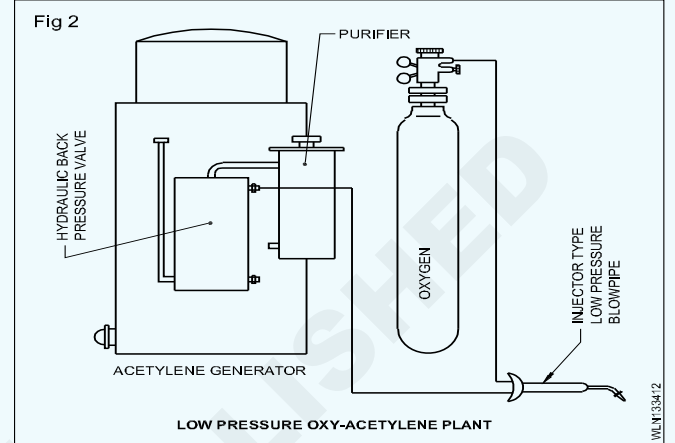 Fig 2
PURIFIER
HYDRAULIC BACK
PRESSURE VALVE
OXYGEN
INJECTOR TYPE
LOW PRESSURE
BLOWPIPE
ACETYLENE GENERATOR
LOW PRESSURE OXY-ACETYLENE PLANT
WLN133412
LISHED